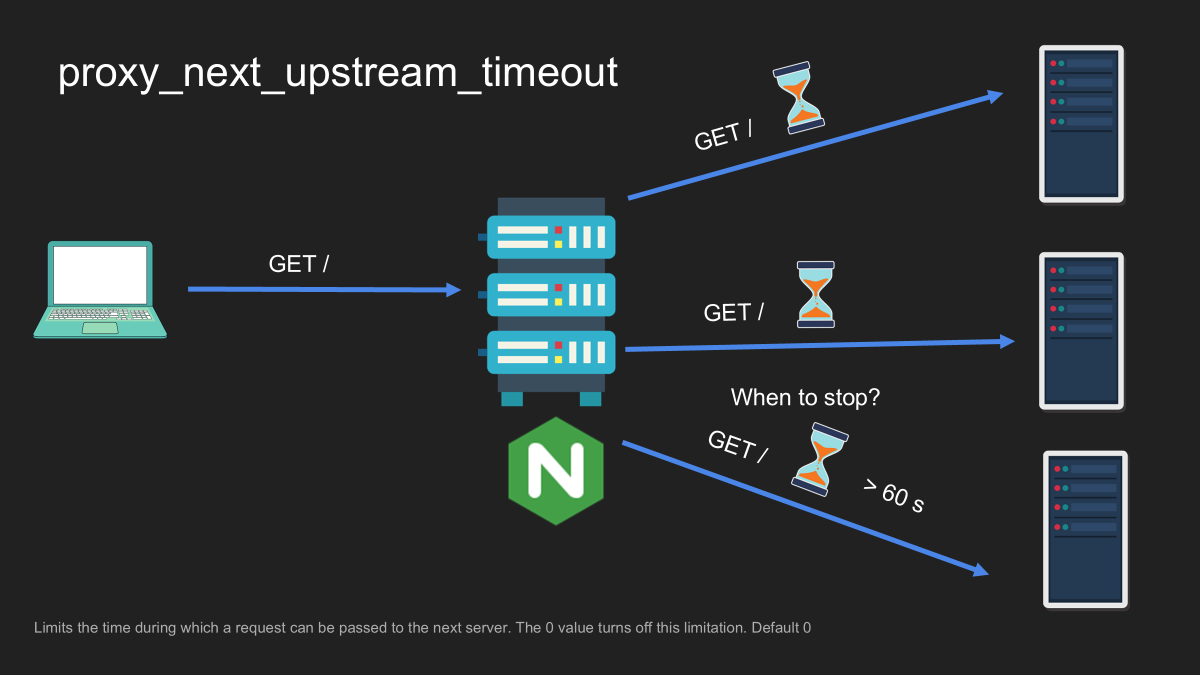 proxy_next_upstream_timeout
GET /
GET /
GET /
When to stop?
GET /
> 60 s
N
Limits the time during which a request can be passed to the next server. The 0 value turns off this limitation. Default 0